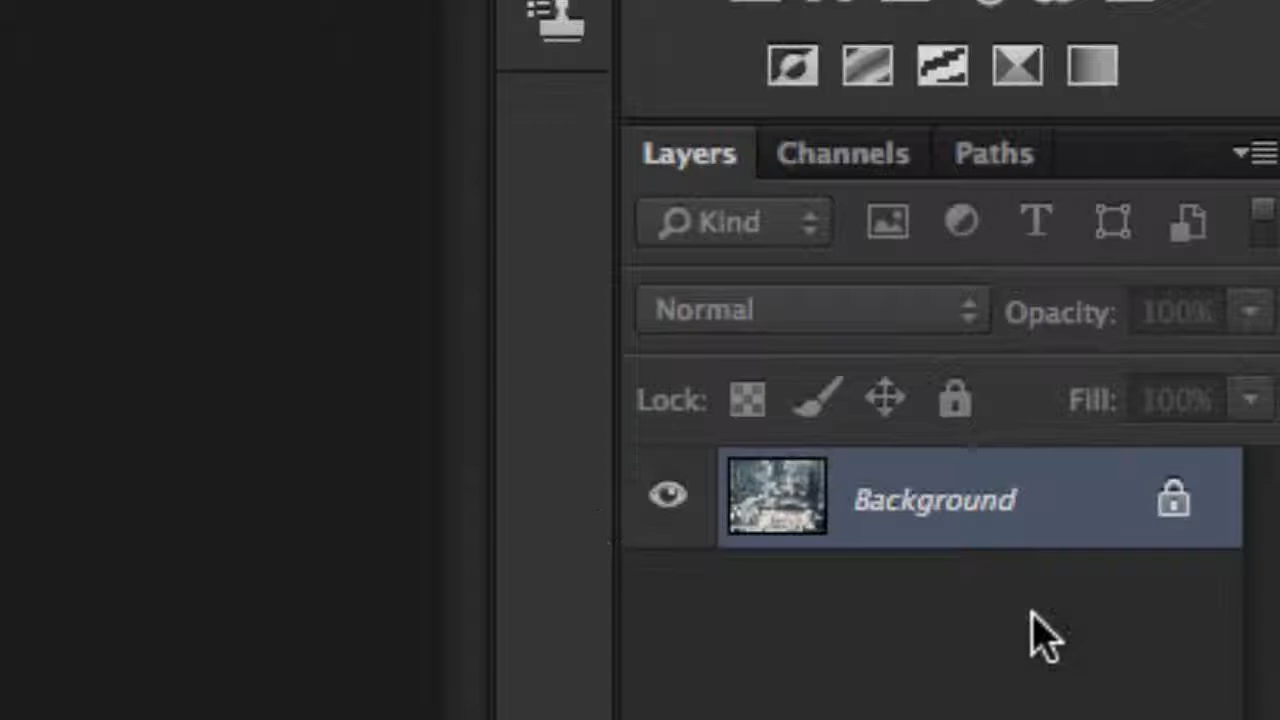 Layers Channels Paths
Kind
Normal Opacity: 100%
Lock: Fill: 100%
Background